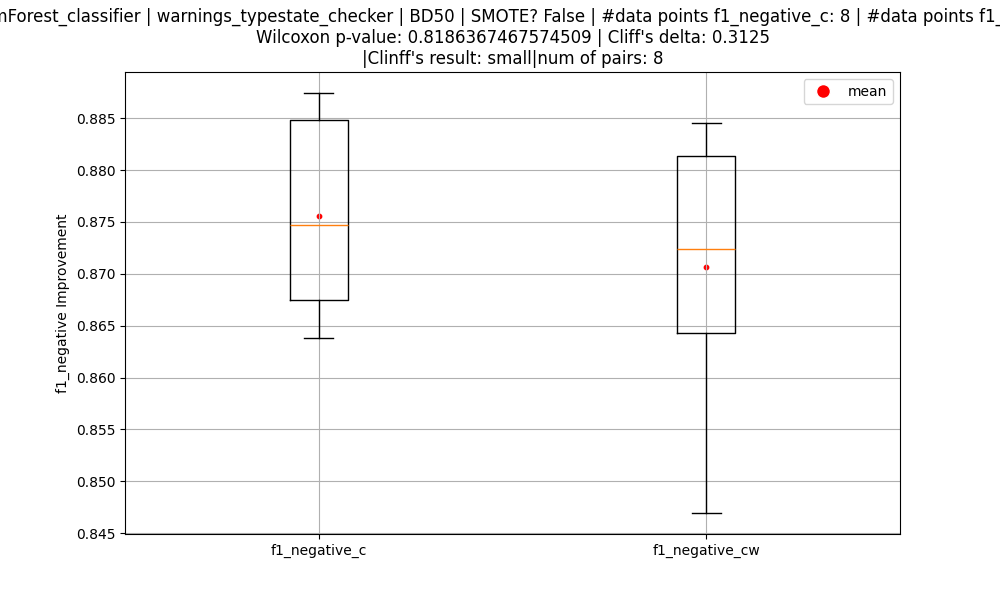 Forest_classifier | warnings_typestate_checker | BD50 | SMOTE? False | #data points f1_negative_c: 8 | #data points f1_
Wilcoxon p-value: 0.8186367467574509 | Cliff's delta: 0.3125
|Clinff's result: small|num of pairs: 8
mean
0.885
0.880
0.875
0.870
0.865
0.860
0.855
0.850
0.845
f1_negative Improvement
f1_negative_c
f1_negative_cw